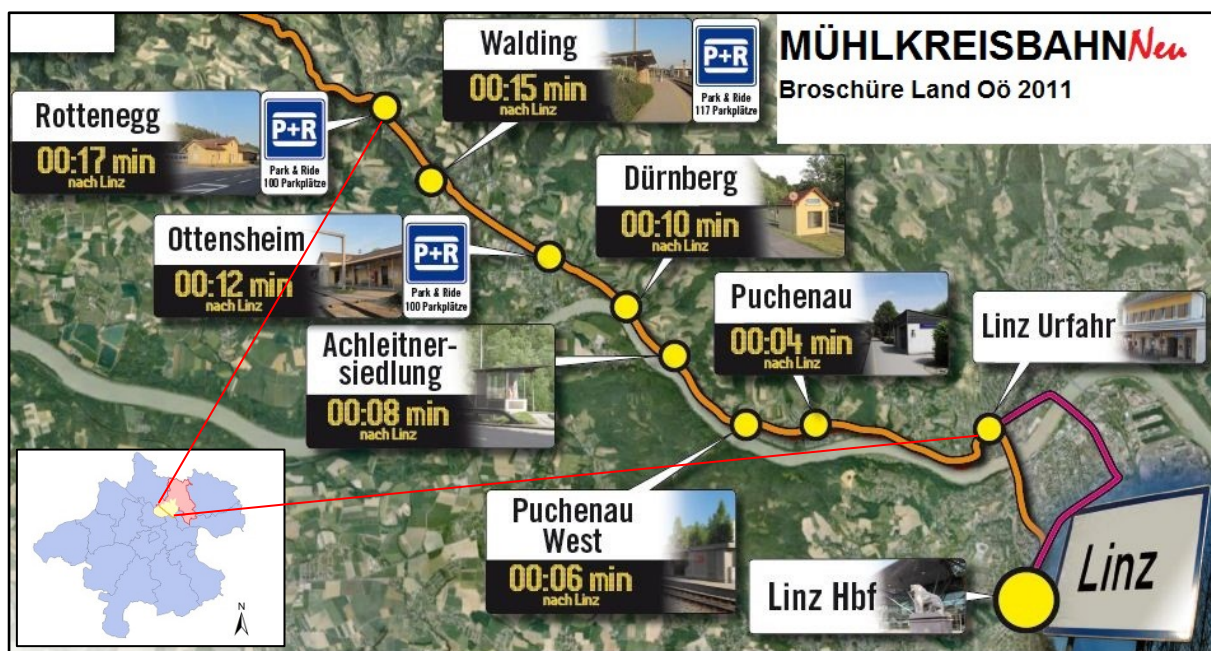 MÜHLKREISBAHN Neu
Broschüre Land Oö 2011
Walding
00:15 min
nach Linz
P+R
Park & Ride
117 Parkplätze
Rottenegg
00:17 min
nach Linz
P+R
Park & Ride
100 Parkplätze
Dürnberg
00:10 min
nach Linz
Ottensheim
00:12 min
nach Linz
P+R
Park & Ride
100 Parkplätze
Puchenau
00:04 min
nach Linz
Linz Urfahr
Achleitner-
siedlung
00:08 min
nach Linz
Puchenau
West
00:06 min
nach Linz
Linz Hbf
Linz
N